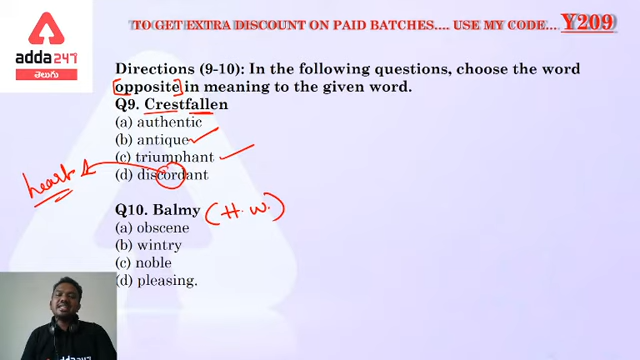 TO GET EXTRA DISCOUNT ON PAID BATCHES.... USE MY CODE... Y209
adda247
తెలుగు
Directions (9-10): In the following questions, choose the word
[opposite] in meaning to the given word.
Q9. Crestfallen
(a) authentic
(b) antique
(c) triumphant
(d) discordant
heart
Q10. Balmy (H.W.)
(a) obscene
(b) wintry
(c) noble
(d) pleasing.
adda247